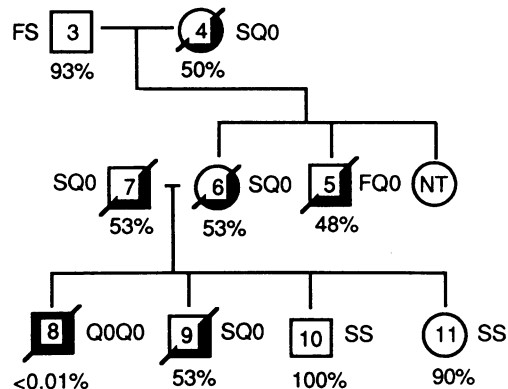 FS 3 4 SQ0
93% 50%
SQ0 7 6 SQ0 5 FQ0 NT
53% 53% 48%
8 Q0Q0 9 SQ0 10 SS 11 SS
<0.01% 53% 100% 90%